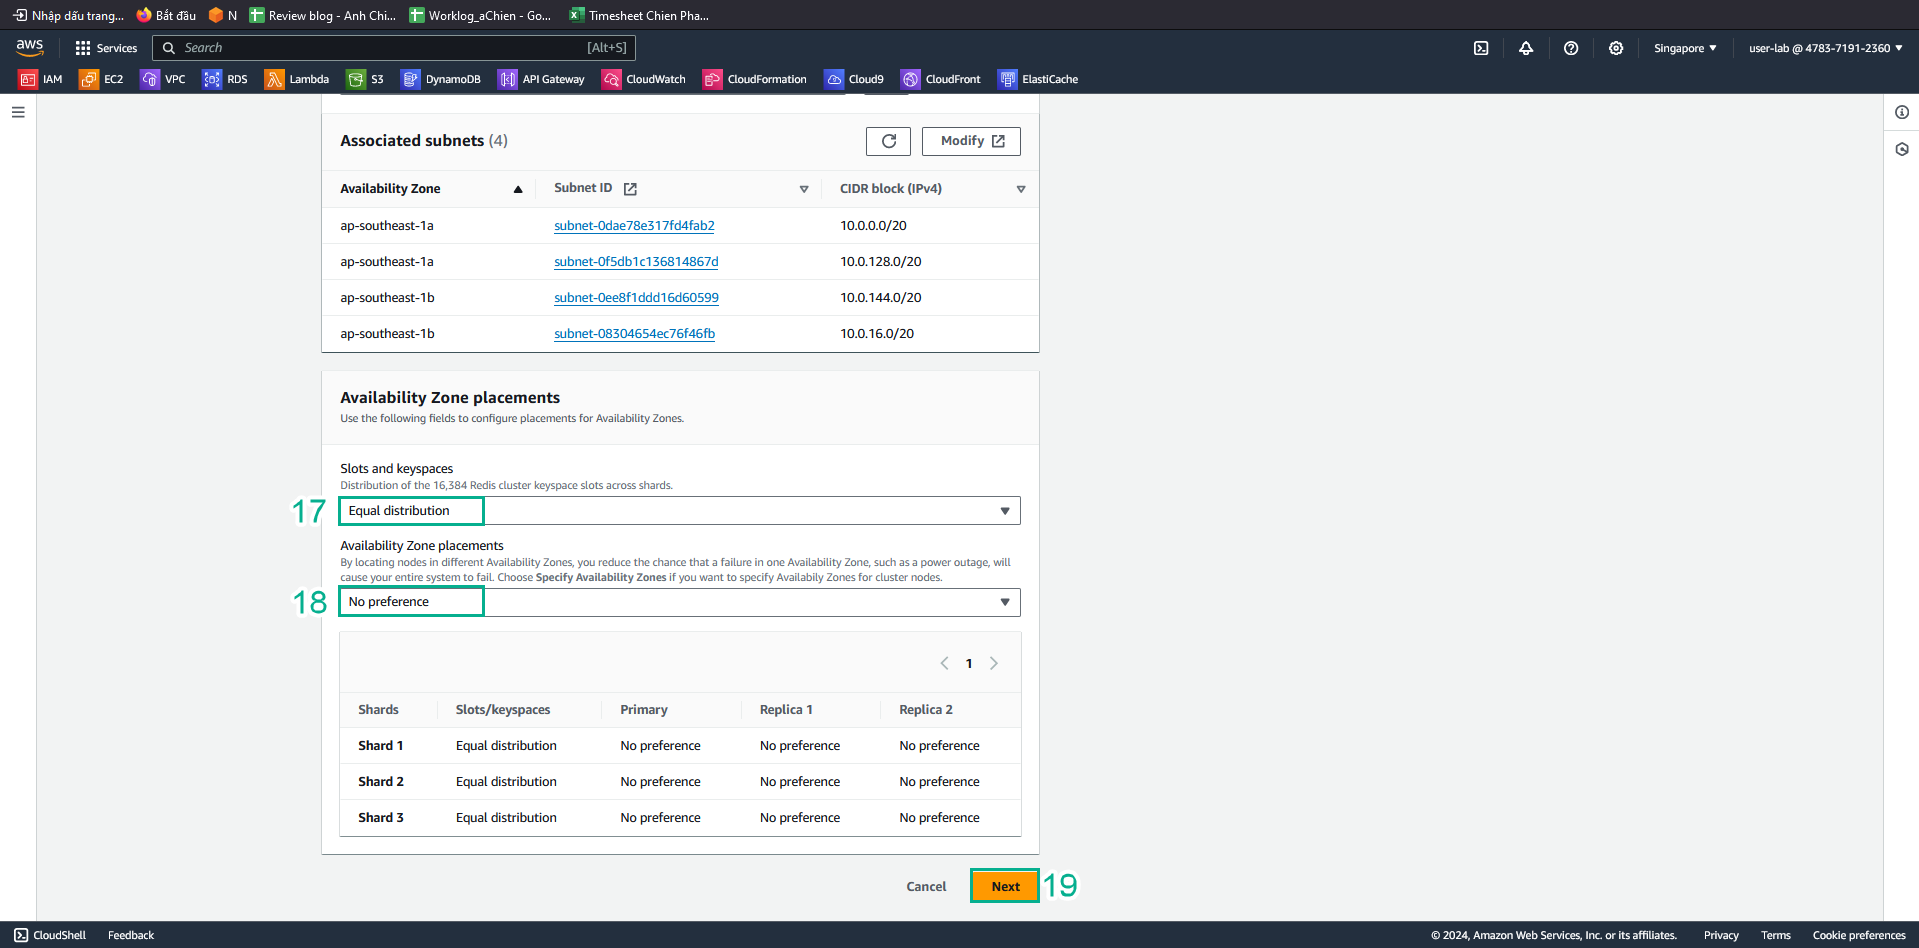 Nhập dấu trang... Bắt đầu N Review blog - Anh Chi... Worklog_aChien - Go... Timesheet Chien Pha...
aws Services Search [Alt+S] Singapore user-lab @ 4783-7191-2360
IAM EC2 VPC RDS Lambda S3 DynamoDB API Gateway CloudWatch CloudFormation Cloud9 CloudFront ElastiCache
Associated subnets (4) Modify
Availability Zone Subnet ID CIDR block (IPv4)
ap-southeast-1a subnet-0dae78e317fd4fab2 10.0.0.0/20
ap-southeast-1a subnet-0f5db1c136814867d 10.0.128.0/20
ap-southeast-1b subnet-0ee8f1ddd16d60599 10.0.144.0/20
ap-southeast-1b subnet-08304654ec76f46fb 10.0.16.0/20
Availability Zone placements
Use the following fields to configure placements for Availability Zones.
Slots and keyspaces
Distribution of the 16,384 Redis cluster keyspace slots across shards.
17 Equal distribution
Availability Zone placements
By locating nodes in different Availability Zones, you reduce the chance that a failure in one Availability Zone, such as a power outage, will
cause your entire system to fail. Choose Specify Availability Zones if you want to specify Availabily Zones for cluster nodes.
18 No preference
1
Shards Slots/keyspaces Primary Replica 1 Replica 2
Shard 1 Equal distribution No preference No preference No preference
Shard 2 Equal distribution No preference No preference No preference
Shard 3 Equal distribution No preference No preference No preference
Cancel Next 19
CloudShell Feedback © 2024, Amazon Web Services, Inc. or its affiliates. Privacy Terms Cookie preferences